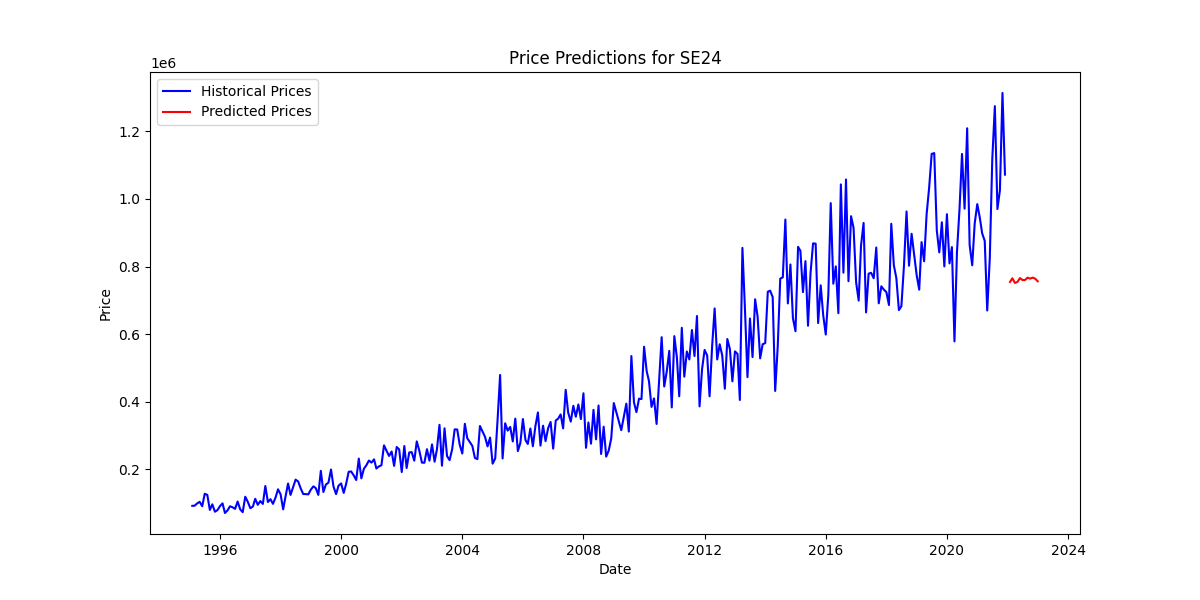 Price Predictions for SE24
1e6
Historical Prices
Predicted Prices
1.2
1.0
0.8
0.6
0.4
0.2
Price
1996 2000 2004 2008 2012 2016 2020 2024
Date